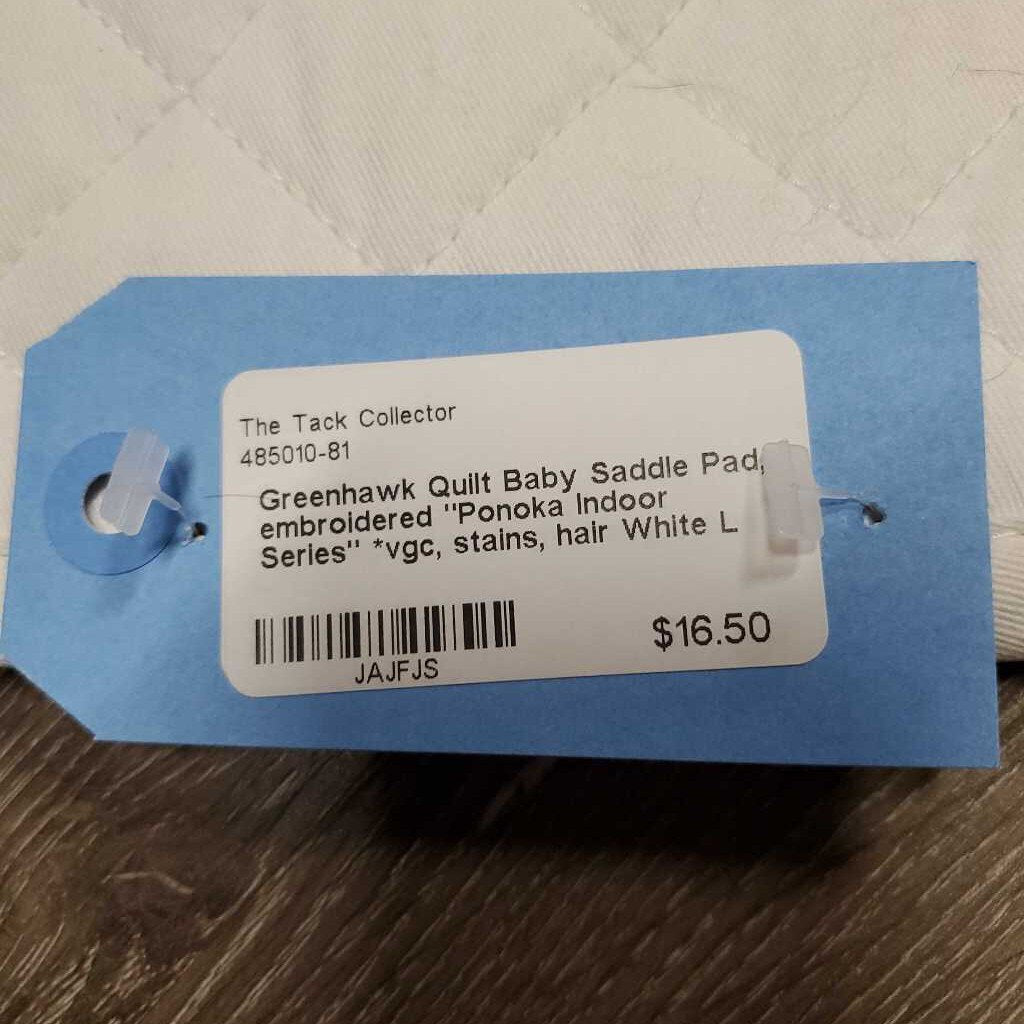 The Tack Collector
485010-81
Greenhawk Quilt Baby Saddle Pad,
embroidered "Ponoka Indoor
Series" *vgc, stains, hair White L
JAJFJS
$16.50